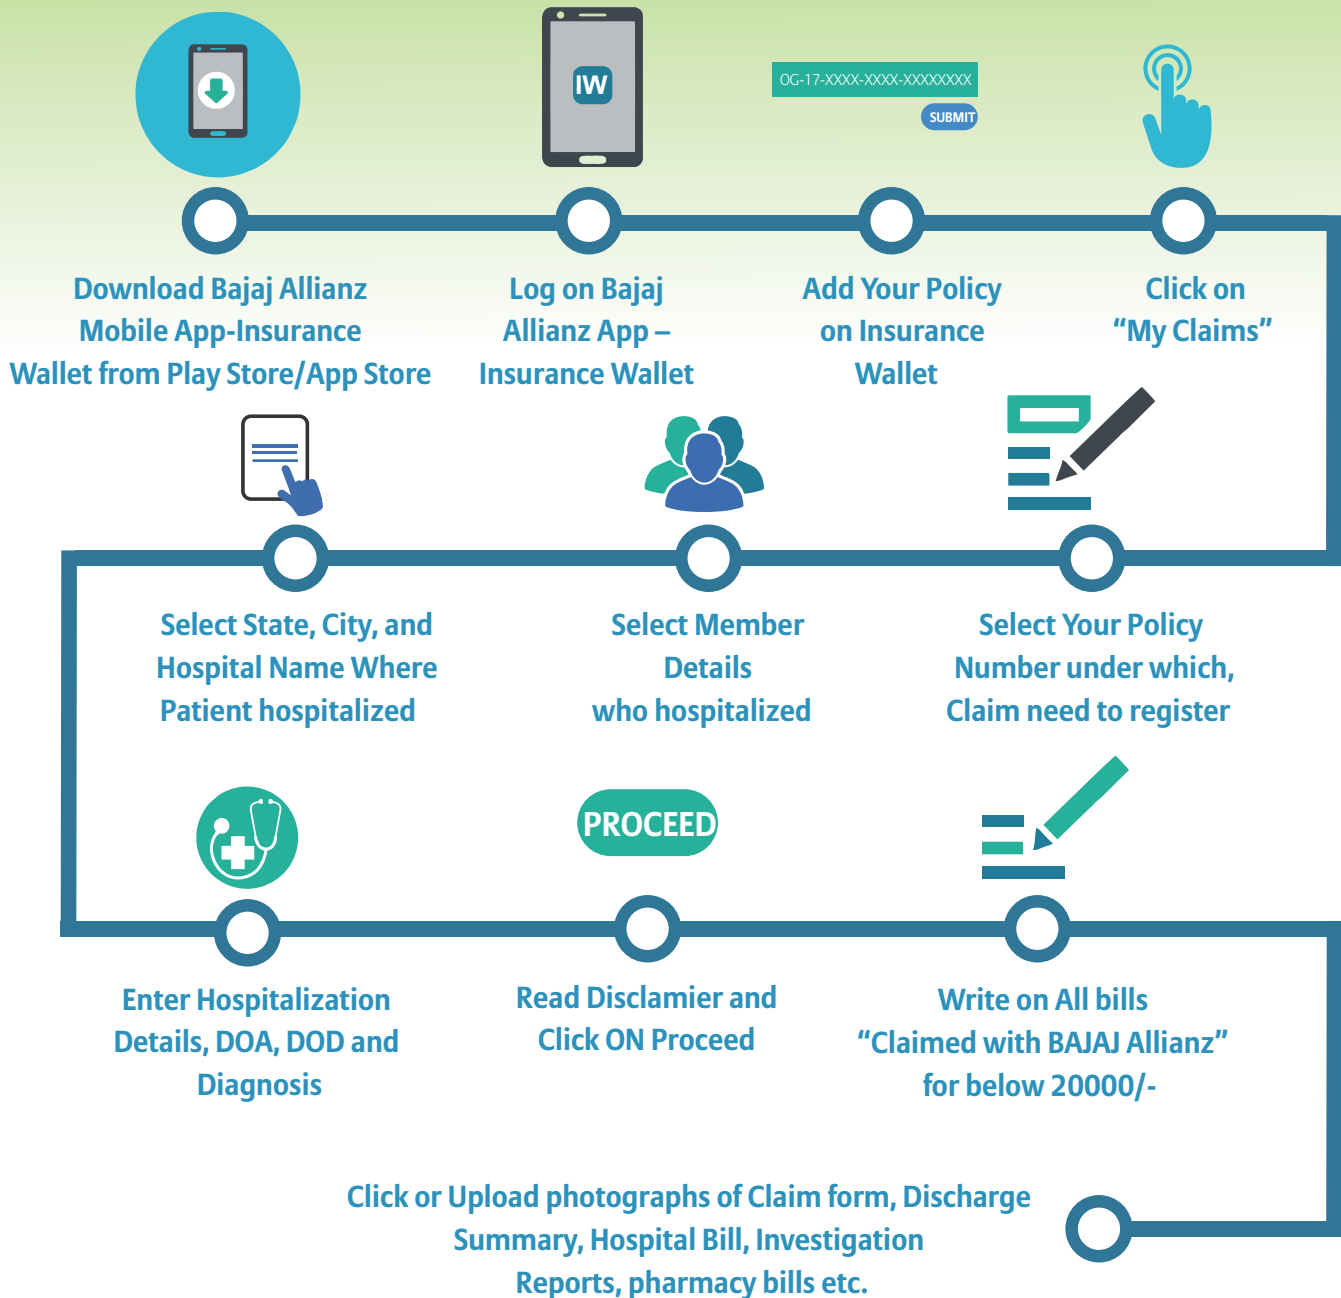 IW
OG-17-XXXX-XXXX-XXXXXXXX
SUBMIT
Download Bajaj Allianz
Mobile App-Insurance
Wallet from Play Store/App Store
Log on Bajaj
Allianz App –
Insurance Wallet
Add Your Policy
on Insurance
Wallet
Click on
“My Claims”
Select Your Policy
Number under which,
Claim need to register
Select Member
Details
who hospitalized
Select State, City, and
Hospital Name Where
Patient hospitalized
PROCEED
Enter Hospitalization
Details, DOA, DOD and
Diagnosis
Read Disclamier and
Click ON Proceed
Write on All bills
“Claimed with BAJAJ Allianz”
for below 20000/-
Click or Upload photographs of Claim form, Discharge
Summary, Hospital Bill, Investigation
Reports, pharmacy bills etc.